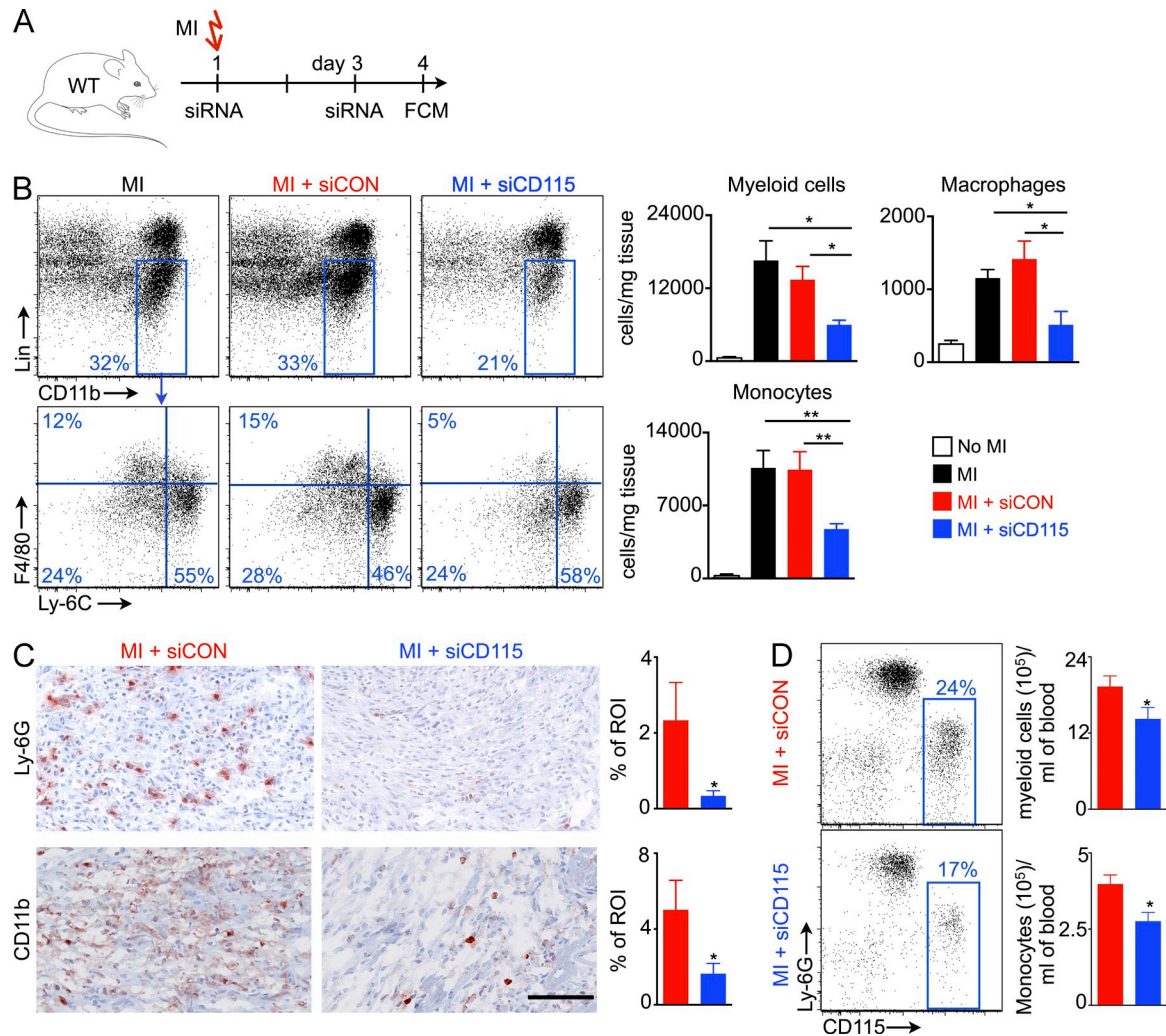 A
MI
WT
1 day 3 4
siRNA siRNA FCM
B
MI MI + siCON MI + siCD115
Lin
32% 33% 21%
CD11b
12% 15% 5%
F4/80
24% 55% 28% 46% 24% 58%
Ly-6C
Myeloid cells
cells/mg tissue
24000
12000
0
*
*
Macrophages
2000
1000
0
*
*
Monocytes
cells/mg tissue
14000
7000
0
**
**
No MI
MI
MI + siCON
MI + siCD115
C
MI + siCON MI + siCD115
Ly-6G
CD11b
% of ROI
4
2
0
*
% of ROI
8
4
0
*
D
MI + siCON
24%
MI + siCD115
17%
Ly-6G
CD115
myeloid cells (10⁵)/
ml of blood
24
12
0
*
Monocytes (10⁵)/
ml of blood
5
2.5
0
*